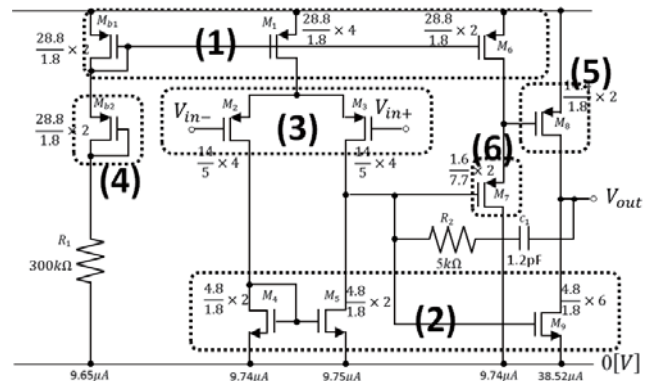 M_b1
28.8/1.8 × 2
(1)
M_1
28.8/1.8 × 4
28.8/1.8 × 2
M_6
(5)
/1.8 × 2
M_8
M_b2
28.8/1.8 × 2
(4)
V_in−
M_2
(3)
M_3
V_in+
14/5 × 4
14/5 × 4
(6)
1.6/7.7 × 2
M_7
V_out
R_1
300kΩ
R_2
5kΩ
C_1
1.2pF
4.8/1.8 × 2
M_4
M_5
4.8/1.8 × 2
(2)
4.8/1.8 × 6
M_9
0[V]
9.65μA
9.74μA
9.75μA
9.74μA
38.52μA